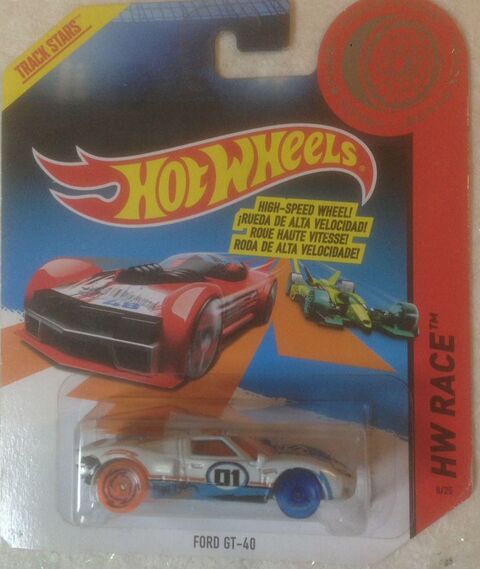 TRACK STARS™
HOT WHEELS
HIGH-SPEED WHEEL!
¡RUEDA DE ALTA VELOCIDAD!
ROUE HAUTE VITESSE!
RODA DE ALTA VELOCIDADE!
HW RACE™
01
FORD GT-40